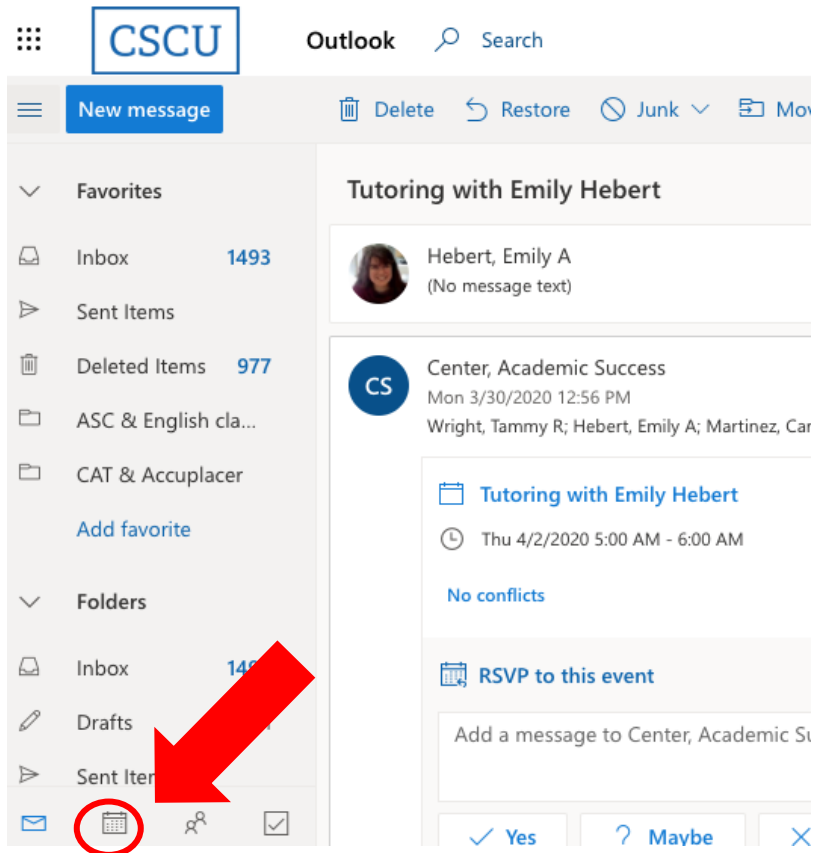 CSCU Outlook Search
New message Delete Restore Junk
Favorites
Inbox 1493
Sent Items
Deleted Items 977
ASC & English cla...
CAT & Accuplacer
Add favorite
Folders
Inbox
Drafts
Sent
Tutoring with Emily Hebert
Hebert, Emily A
(No message text)
CS
Center, Academic Success
Mon 3/30/2020 12:56 PM
Wright, Tammy R; Hebert, Emily A; Martinez, Car
Tutoring with Emily Hebert
Thu 4/2/2020 5:00 AM - 6:00 AM
No conflicts
RSVP to this event
Add a message to Center, Academic Su
Yes ? Maybe